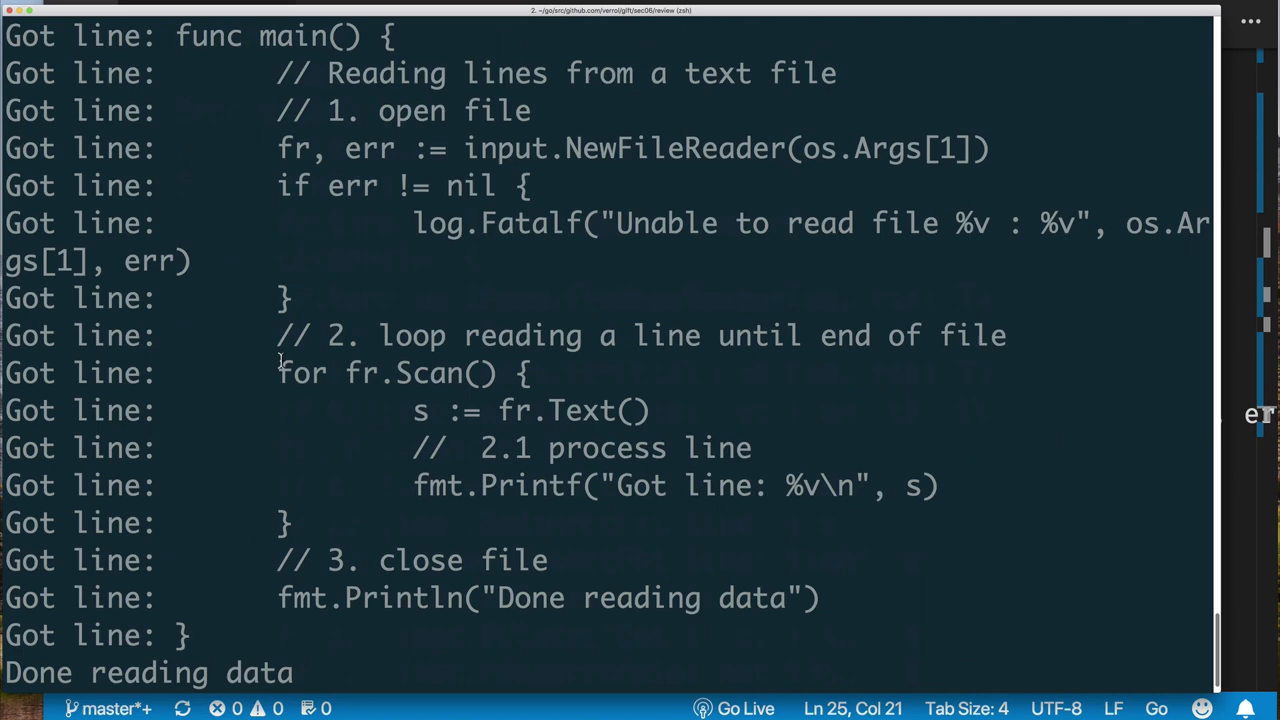 2. ~/go/src/github.com/verrol/gift/sec06/review (zsh)
Got line: func main() {
Got line: 	// Reading lines from a text file
Got line: 	// 1. open file
Got line: 	fr, err := input.NewFileReader(os.Args[1])
Got line: 	if err != nil {
Got line: 		log.Fatalf("Unable to read file %v : %v", os.Ar
gs[1], err)
Got line: 	}
Got line: 	// 2. loop reading a line until end of file
Got line: 	for fr.Scan() {
Got line: 		s := fr.Text()
Got line: 		//  2.1 process line
Got line: 		fmt.Printf("Got line: %v\n", s)
Got line: 	}
Got line: 	// 3. close file
Got line: 	fmt.Println("Done reading data")
Got line: }
Done reading data
er
master*+ 0 0 0 Go Live Ln 25, Col 21 Tab Size: 4 UTF-8 LF Go